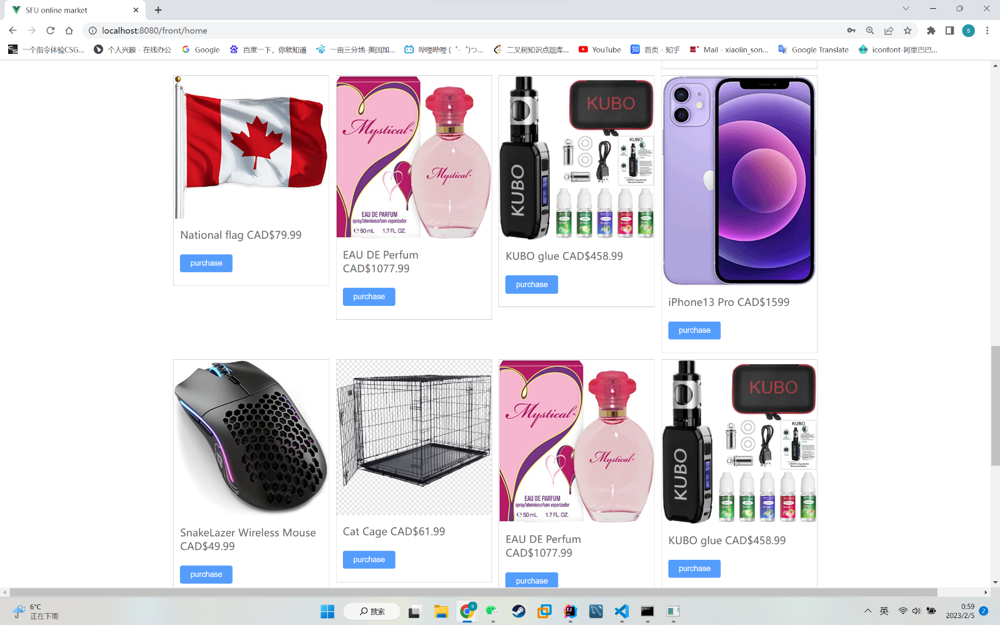 SFU online market
localhost:8080/front/home
S
一个指令体验CSG...
个人兴趣 - 在线办公
Google
百度一下，你就知道
一亩三分地-美国加...
哔哩哔哩 (゜-゜)つ...
二叉树知识点题库...
YouTube
知
首页 - 知乎
Mail - xiaolin_son...
Google Translate
iconfont-阿里巴巴...
Mystical
Mystical
EAU DE PARFUM
spray/atomiseur/con vaporizador
℮ 50 mL 1.7 FL. OZ.
KUBO
KUBO
KUBO
National flag CAD$79.99
purchase
EAU DE Perfum
CAD$1077.99
purchase
KUBO glue CAD$458.99
purchase
iPhone13 Pro CAD$1599
purchase
Mystical
Mystical
EAU DE PARFUM
spray/atomiseur/con vaporizador
℮ 50 mL 1.7 FL. OZ.
KUBO
KUBO
KUBO
SnakeLazer Wireless Mouse
CAD$49.99
purchase
Cat Cage CAD$61.99
purchase
EAU DE Perfum
CAD$1077.99
purchase
KUBO glue CAD$458.99
purchase
6°C
正在下雨
搜索
英
0:59
2023/2/5
2